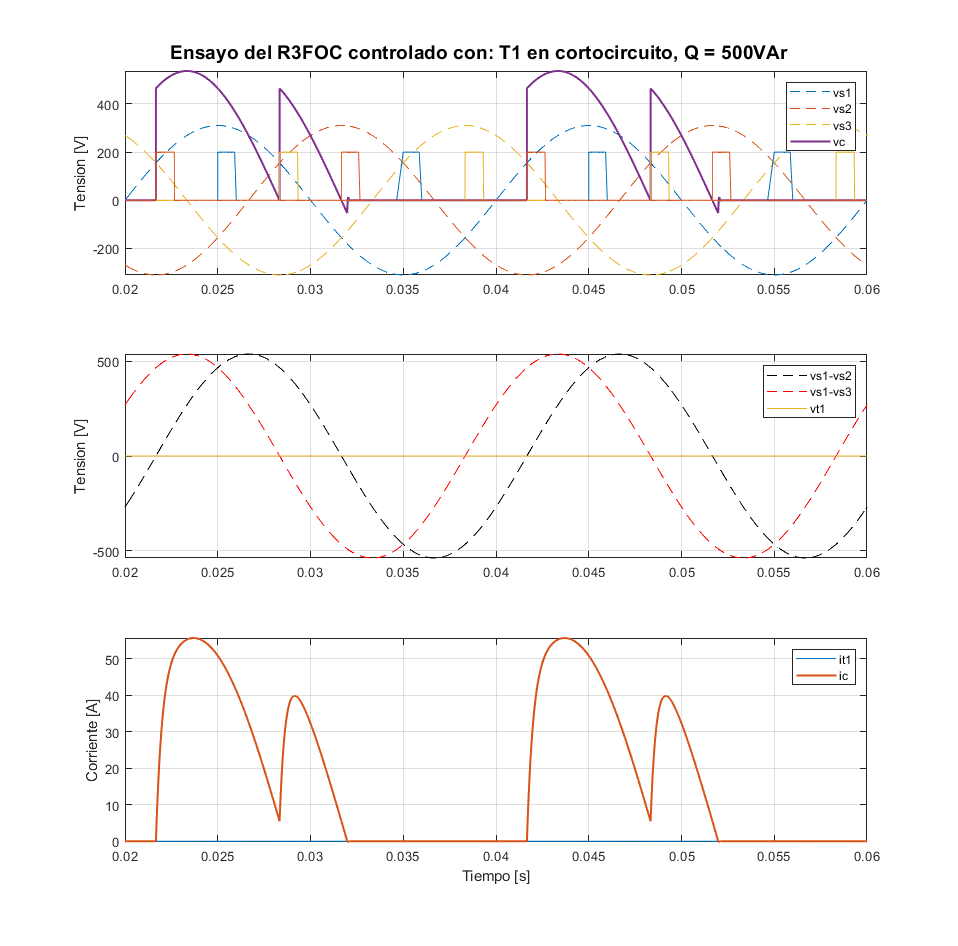 Ensayo del R3FOC controlado con: T1 en cortocircuito, Q = 500VAr
Tension [V]
400
200
0
-200
0.02 0.025 0.03 0.035 0.04 0.045 0.05 0.055 0.06
vs1
vs2
vs3
vc
Tension [V]
500
0
-500
0.02 0.025 0.03 0.035 0.04 0.045 0.05 0.055 0.06
vs1-vs2
vs1-vs3
vt1
Corriente [A]
50
40
30
20
10
0
0.02 0.025 0.03 0.035 0.04 0.045 0.05 0.055 0.06
it1
ic
Tiempo [s]